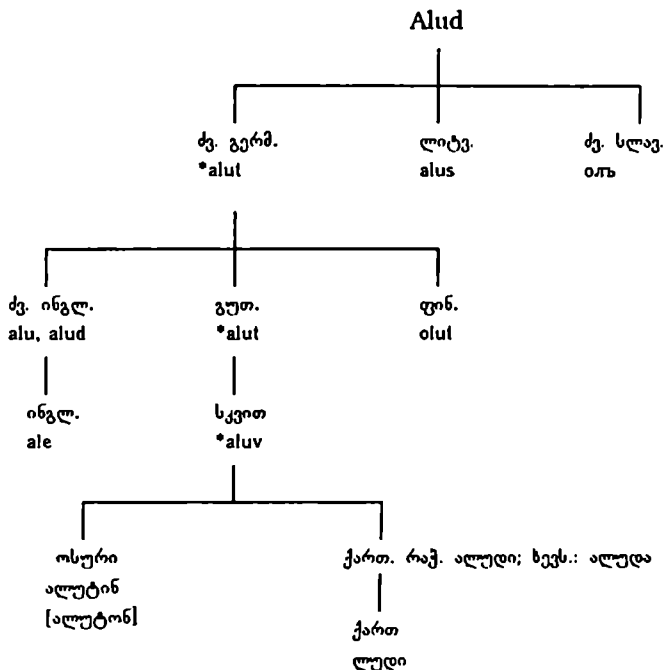 Alud
ძვ. გერმ.
*alut
ლიტვ.
alus
ძვ. სლავ.
олъ
ძვ. ინგლ.
alu, alud
გუთ.
*alut
ფინ.
olut
ინგლ.
ale
სკვით
*aluv
ოსური
ალუტინ
[ალუტონ]
ქართ. რაჭ. ალუდი; ხევს.: ალუდა
ქართ
ლუდი